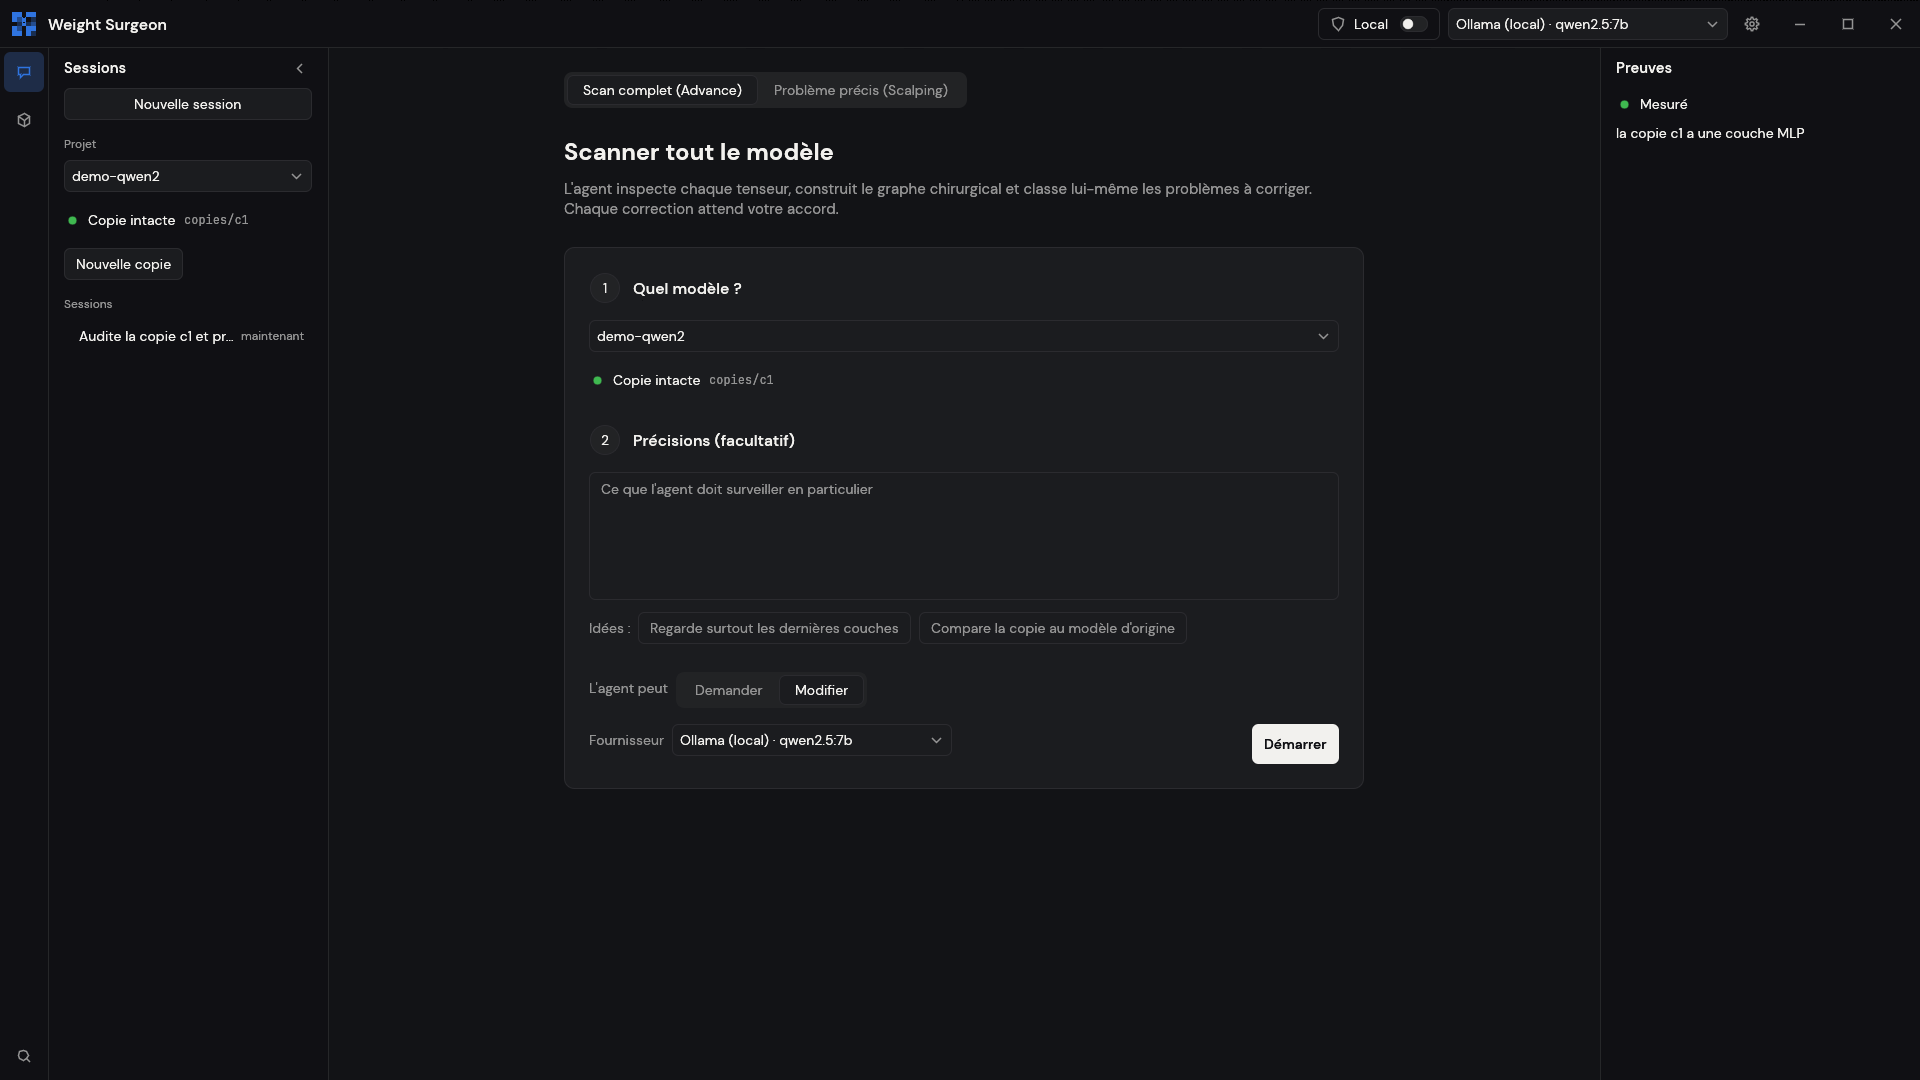 Weight Surgeon
Local
Ollama (local) · qwen2.5:7b
Sessions
Nouvelle session
Projet
demo-qwen2
Copie intacte copies/c1
Nouvelle copie
Sessions
Audite la copie c1 et pr... maintenant
Scan complet (Advance)
Problème précis (Scalping)
Scanner tout le modèle
L'agent inspecte chaque tenseur, construit le graphe chirurgical et classe lui-même les problèmes à corriger.
Chaque correction attend votre accord.
1 Quel modèle ?
demo-qwen2
Copie intacte copies/c1
2 Précisions (facultatif)
Ce que l'agent doit surveiller en particulier
Idées : Regarde surtout les dernières couches Compare la copie au modèle d'origine
L'agent peut Demander Modifier
Fournisseur Ollama (local) · qwen2.5:7b
Démarrer
Preuves
Mesuré
la copie c1 a une couche MLP